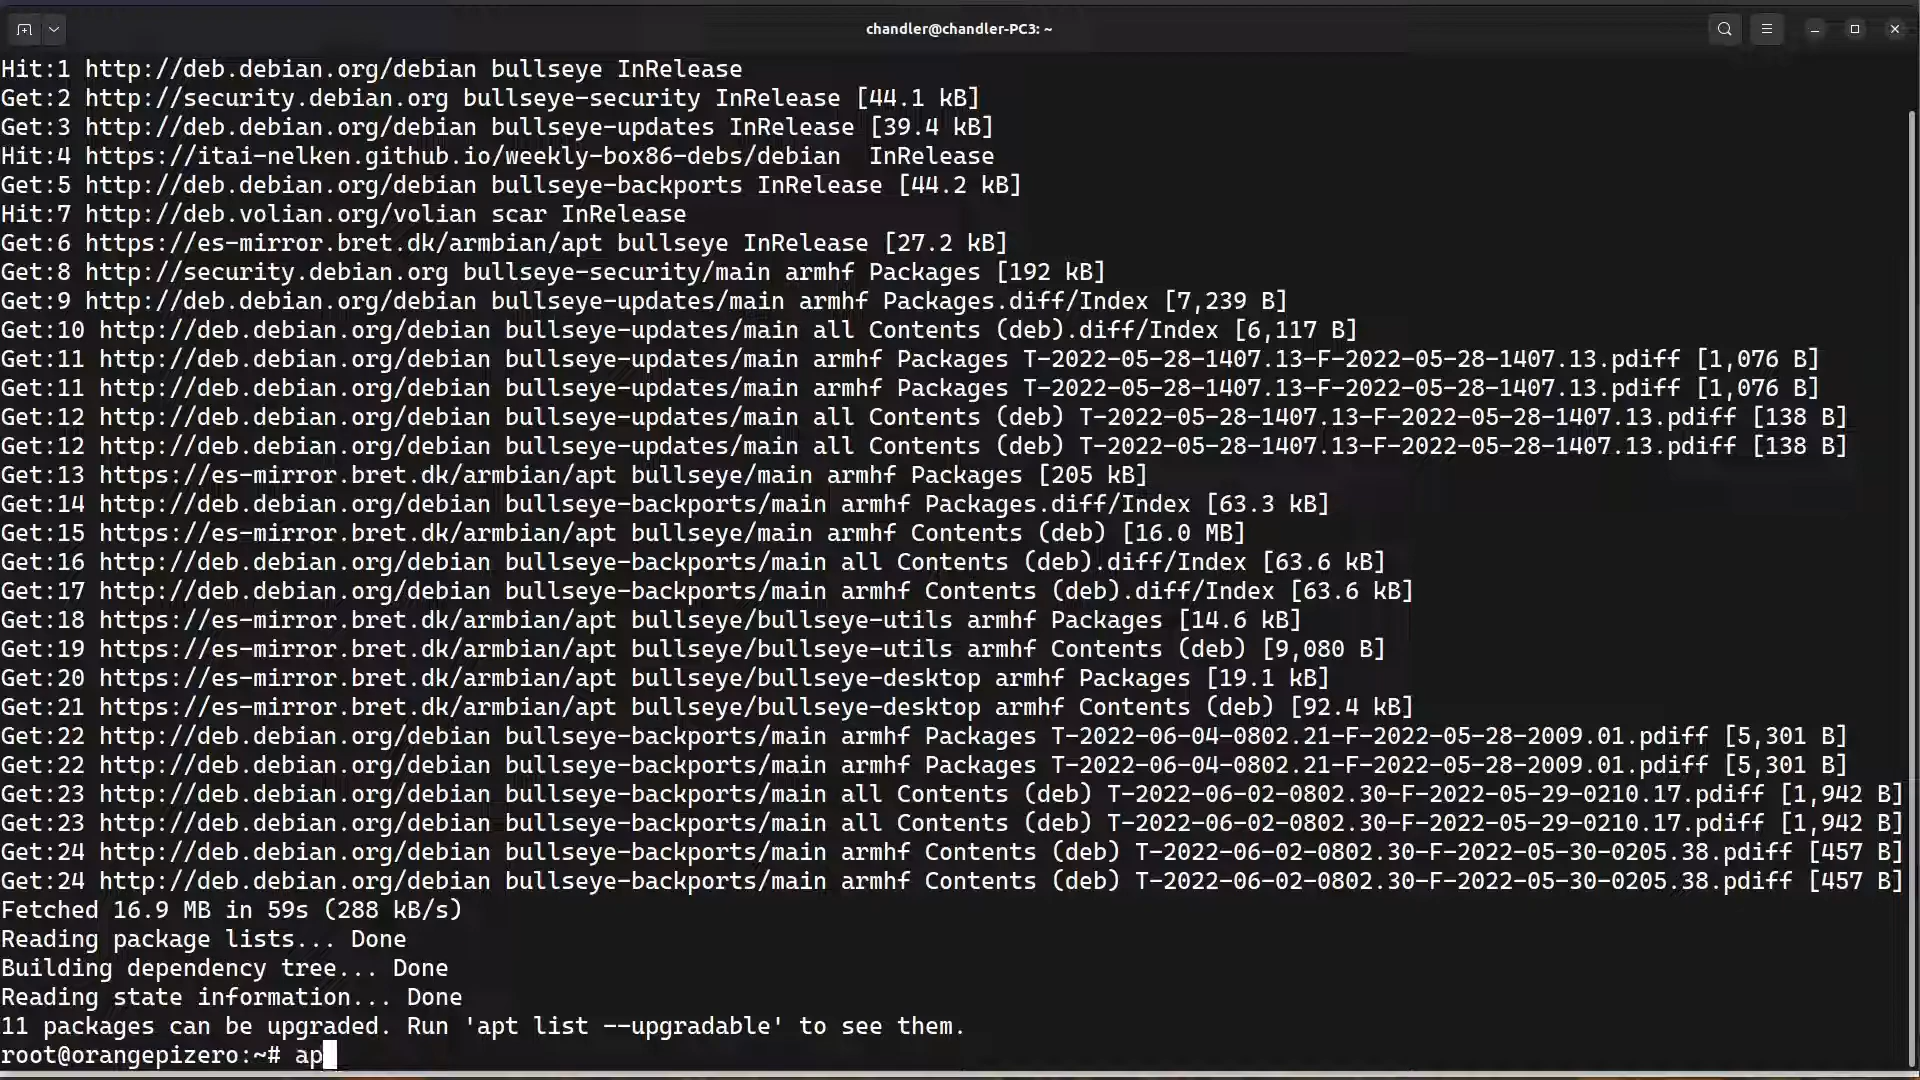 chandler@chandler-PC3: ~
Hit:1 http://deb.debian.org/debian bullseye InRelease
Get:2 http://security.debian.org bullseye-security InRelease [44.1 kB]
Get:3 http://deb.debian.org/debian bullseye-updates InRelease [39.4 kB]
Hit:4 https://itai-nelken.github.io/weekly-box86-debs/debian  InRelease
Get:5 http://deb.debian.org/debian bullseye-backports InRelease [44.2 kB]
Hit:7 http://deb.volian.org/volian scar InRelease
Get:6 https://es-mirror.bret.dk/armbian/apt bullseye InRelease [27.2 kB]
Get:8 http://security.debian.org bullseye-security/main armhf Packages [192 kB]
Get:9 http://deb.debian.org/debian bullseye-updates/main armhf Packages.diff/Index [7,239 B]
Get:10 http://deb.debian.org/debian bullseye-updates/main all Contents (deb).diff/Index [6,117 B]
Get:11 http://deb.debian.org/debian bullseye-updates/main armhf Packages T-2022-05-28-1407.13-F-2022-05-28-1407.13.pdiff [1,076 B]
Get:11 http://deb.debian.org/debian bullseye-updates/main armhf Packages T-2022-05-28-1407.13-F-2022-05-28-1407.13.pdiff [1,076 B]
Get:12 http://deb.debian.org/debian bullseye-updates/main all Contents (deb) T-2022-05-28-1407.13-F-2022-05-28-1407.13.pdiff [138 B]
Get:12 http://deb.debian.org/debian bullseye-updates/main all Contents (deb) T-2022-05-28-1407.13-F-2022-05-28-1407.13.pdiff [138 B]
Get:13 https://es-mirror.bret.dk/armbian/apt bullseye/main armhf Packages [205 kB]
Get:14 http://deb.debian.org/debian bullseye-backports/main armhf Packages.diff/Index [63.3 kB]
Get:15 https://es-mirror.bret.dk/armbian/apt bullseye/main armhf Contents (deb) [16.0 MB]
Get:16 http://deb.debian.org/debian bullseye-backports/main all Contents (deb).diff/Index [63.6 kB]
Get:17 http://deb.debian.org/debian bullseye-backports/main armhf Contents (deb).diff/Index [63.6 kB]
Get:18 https://es-mirror.bret.dk/armbian/apt bullseye/bullseye-utils armhf Packages [14.6 kB]
Get:19 https://es-mirror.bret.dk/armbian/apt bullseye/bullseye-utils armhf Contents (deb) [9,080 B]
Get:20 https://es-mirror.bret.dk/armbian/apt bullseye/bullseye-desktop armhf Packages [19.1 kB]
Get:21 https://es-mirror.bret.dk/armbian/apt bullseye/bullseye-desktop armhf Contents (deb) [92.4 kB]
Get:22 http://deb.debian.org/debian bullseye-backports/main armhf Packages T-2022-06-04-0802.21-F-2022-05-28-2009.01.pdiff [5,301 B]
Get:22 http://deb.debian.org/debian bullseye-backports/main armhf Packages T-2022-06-04-0802.21-F-2022-05-28-2009.01.pdiff [5,301 B]
Get:23 http://deb.debian.org/debian bullseye-backports/main all Contents (deb) T-2022-06-02-0802.30-F-2022-05-29-0210.17.pdiff [1,942 B]
Get:23 http://deb.debian.org/debian bullseye-backports/main all Contents (deb) T-2022-06-02-0802.30-F-2022-05-29-0210.17.pdiff [1,942 B]
Get:24 http://deb.debian.org/debian bullseye-backports/main armhf Contents (deb) T-2022-06-02-0802.30-F-2022-05-30-0205.38.pdiff [457 B]
Get:24 http://deb.debian.org/debian bullseye-backports/main armhf Contents (deb) T-2022-06-02-0802.30-F-2022-05-30-0205.38.pdiff [457 B]
Fetched 16.9 MB in 59s (288 kB/s)
Reading package lists... Done
Building dependency tree... Done
Reading state information... Done
11 packages can be upgraded. Run 'apt list --upgradable' to see them.
root@orangepizero:~# ap